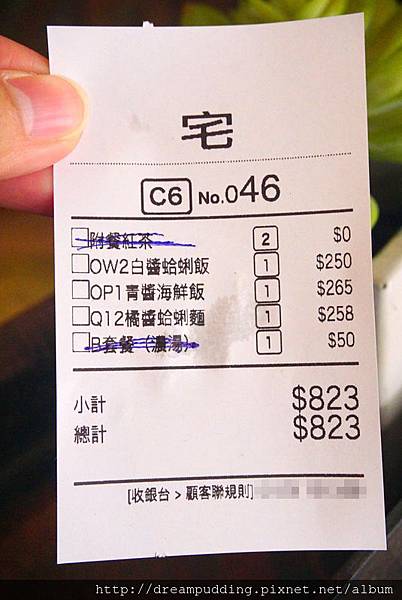 宅
C6 No.046
附餐紅茶 2 $0
OW2白醬蛤蜊飯 1 $250
OP1青醬海鮮飯 1 $265
Q12橘醬蛤蜊麵 1 $258
B套餐（濃湯） 1 $50
小計 $823
總計 $823
[收銀台 > 顧客聯規則]
http://dreampudding.pixnet.net/album